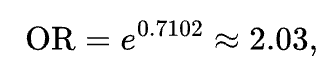 OR = e^{0.7102} ≈ 2.03,